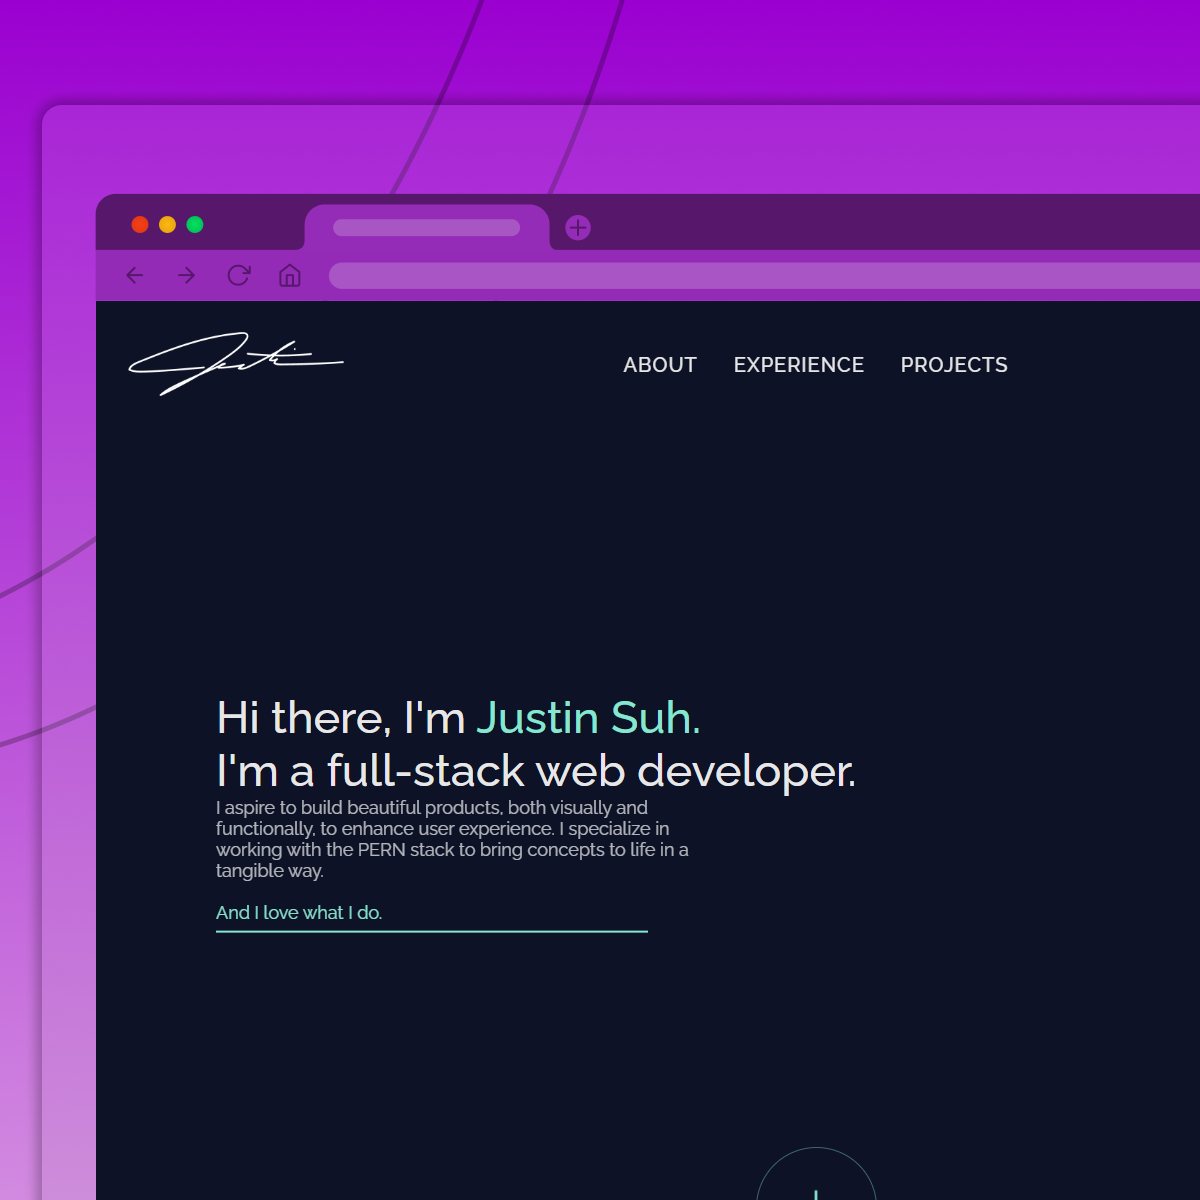 Justin
ABOUT EXPERIENCE PROJECTS
Hi there, I'm Justin Suh.
I'm a full-stack web developer.
I aspire to build beautiful products, both visually and
functionally, to enhance user experience. I specialize in
working with the PERN stack to bring concepts to life in a
tangible way.
And I love what I do.